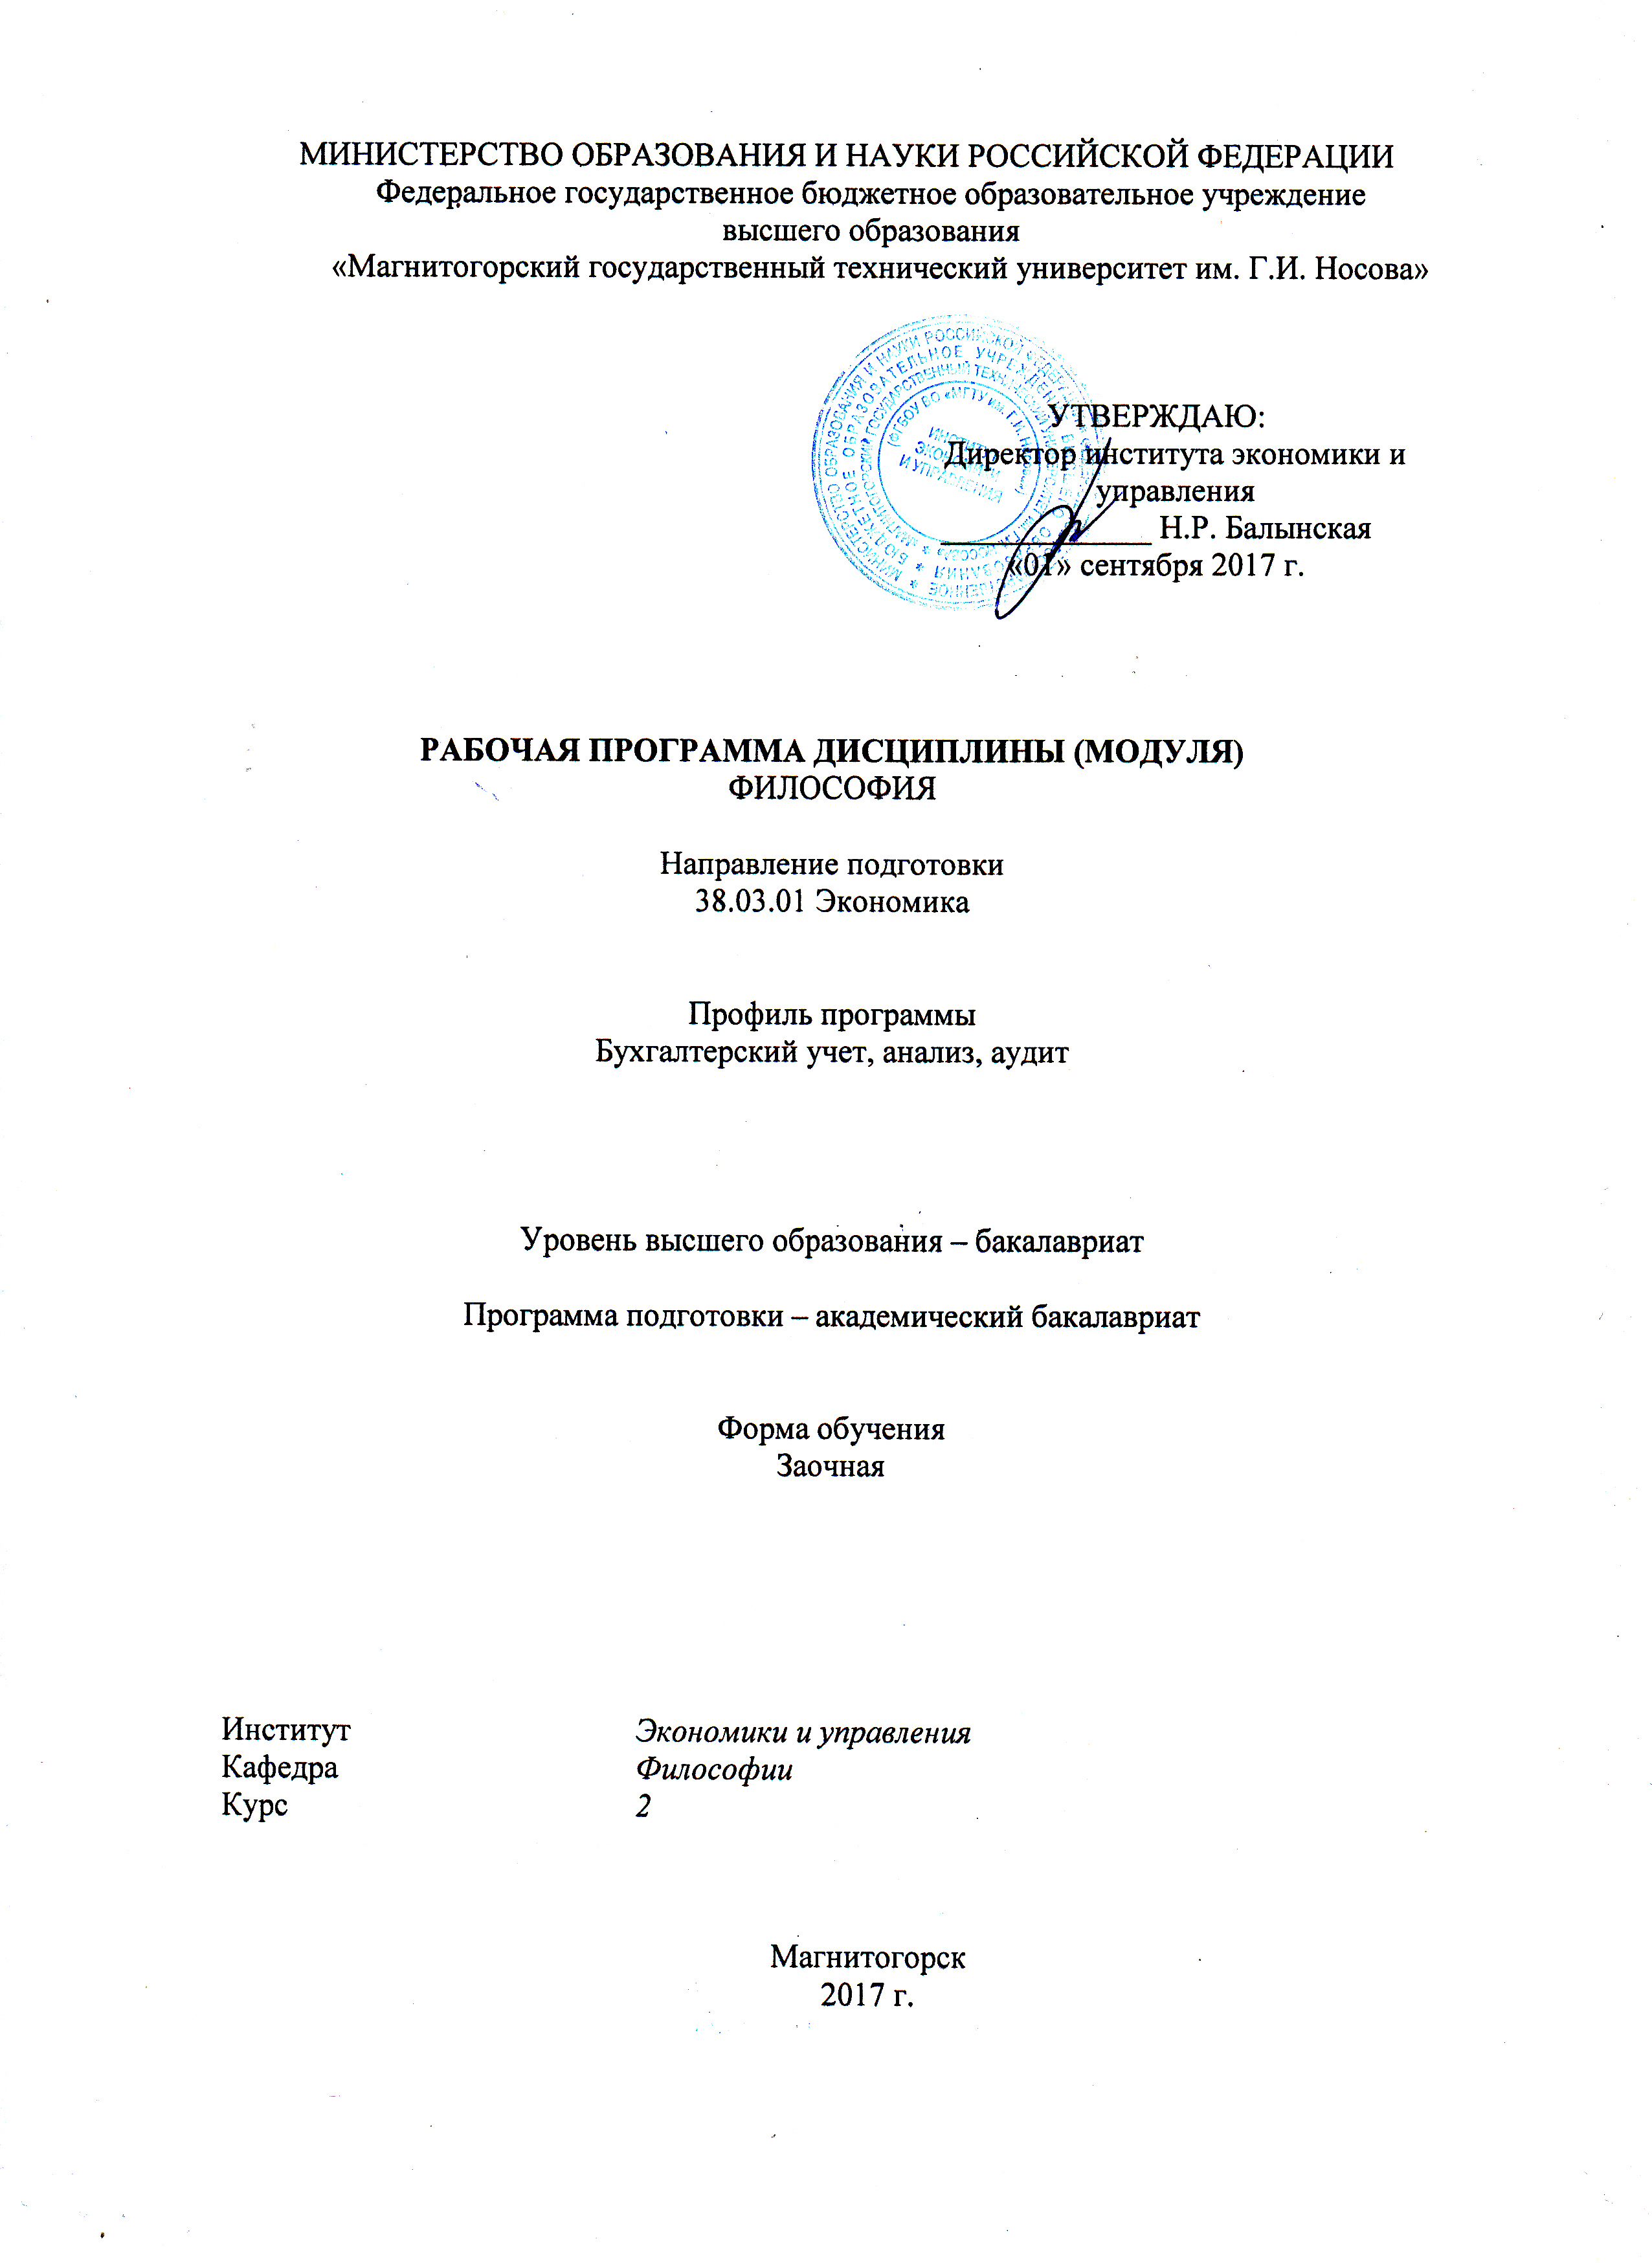 МИНИСТЕРСТВО ОБРАЗОВАНИЯ И НАУКИ РОССИЙСКОЙ ФЕДЕРАЦИИ
Федеральное государственное бюджетное образовательное учреждение
высшего образования
«Магнитогорский государственный технический университет им. Г.И. Носова»
УТВЕРЖДАЮ:
Директор института экономики и
управления
Н.Р. Балынская
«01» сентября 2017 г.
РАБОЧАЯ ПРОГРАММА ДИСЦИПЛИНЫ (МОДУЛЯ)
ФИЛОСОФИЯ
Направление подготовки
38.03.01 Экономика
Профиль программы
Бухгалтерский учет, анализ, аудит
Уровень высшего образования – бакалавриат
Программа подготовки – академический бакалавриат
Форма обучения
Заочная
Институт Экономики и управления
Кафедра Философии
Курс 2
Магнитогорск
2017 г.